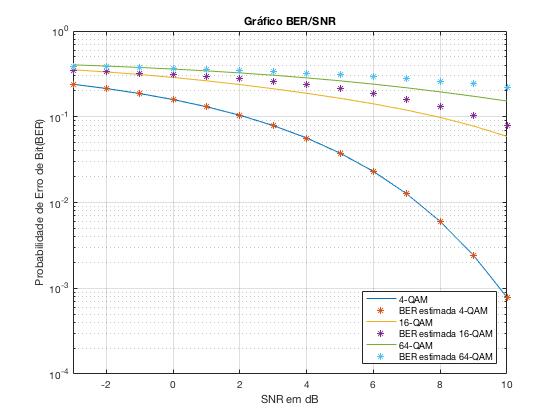 Gráfico BER/SNR
Probabilidade de Erro de Bit(BER)
10^0
10^-1
10^-2
10^-3
10^-4
4-QAM
BER estimada 4-QAM
16-QAM
BER estimada 16-QAM
64-QAM
BER estimada 64-QAM
-2 0 2 4 6 8 10
SNR em dB